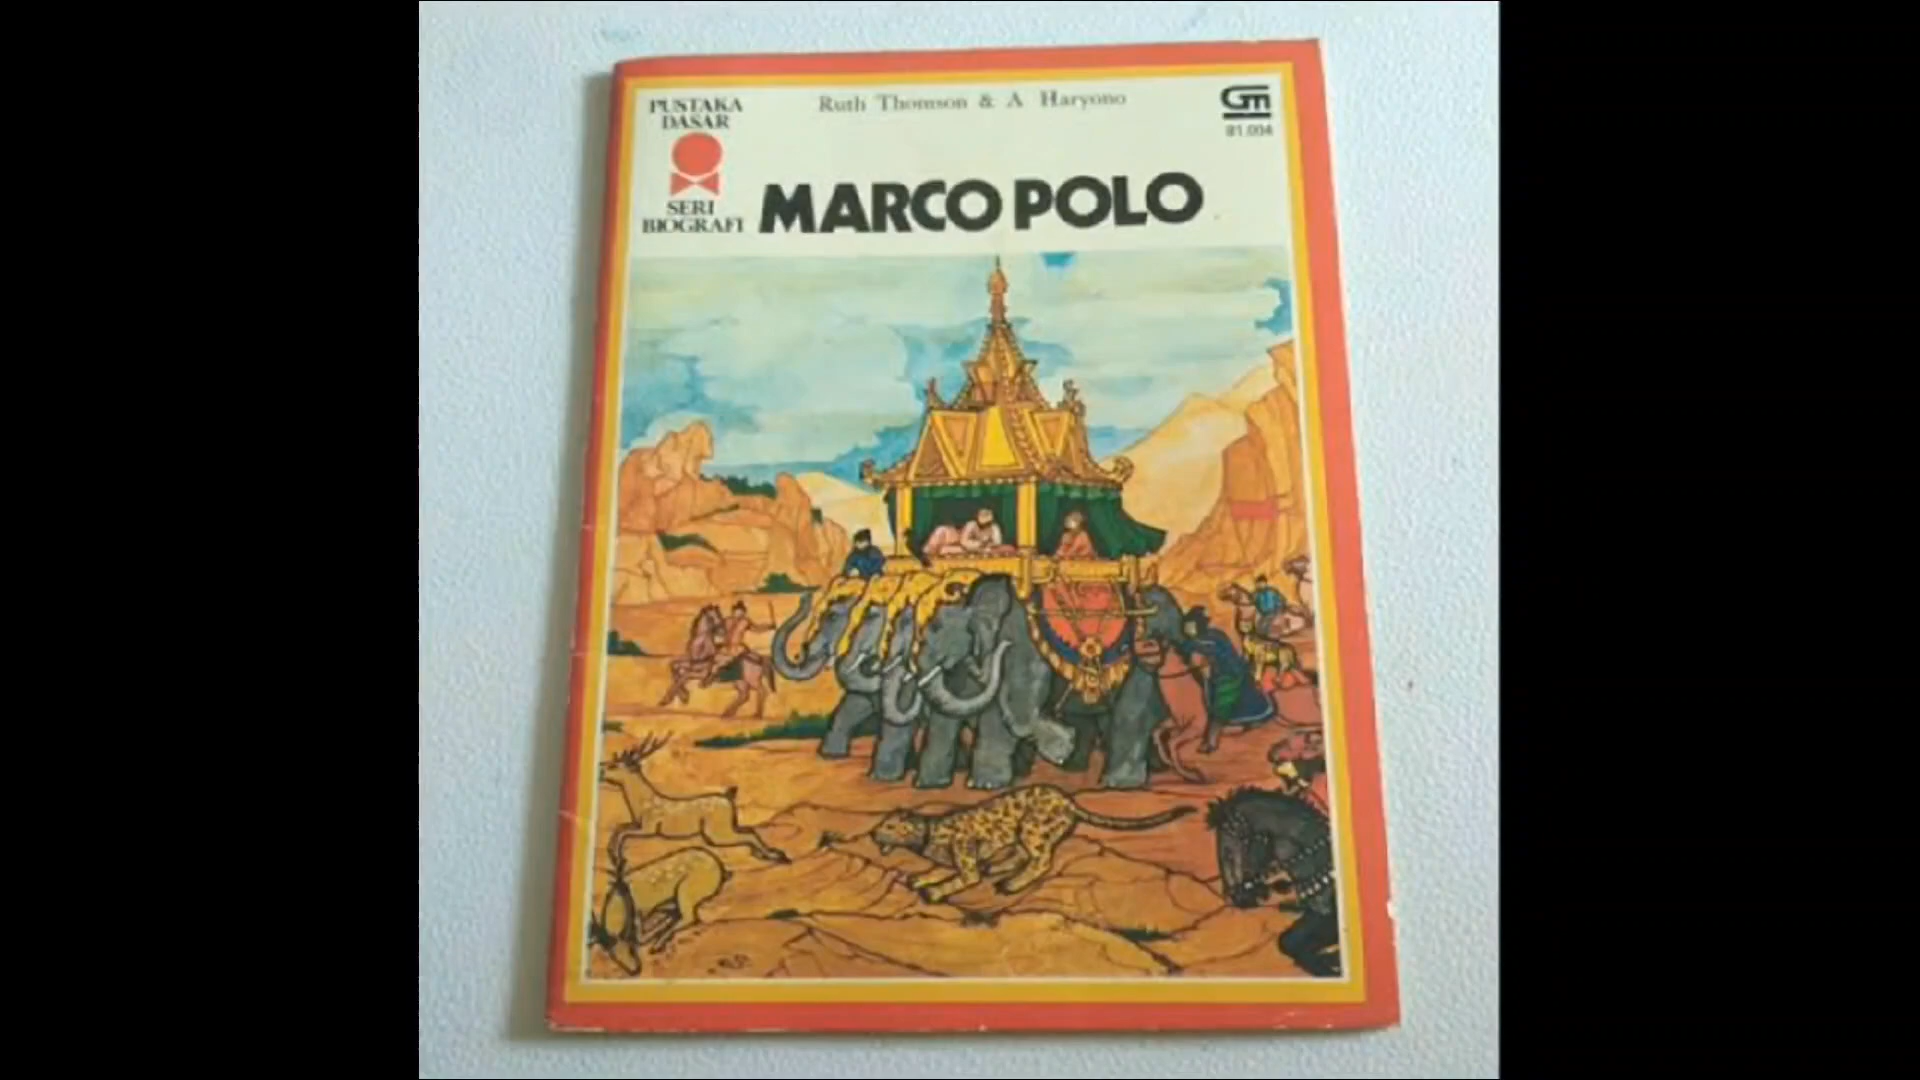 PUSTAKA
DASAR
SERI
BIOGRAFI
Ruth Thomson & A Haryono
Gm
81.004
MARCO POLO